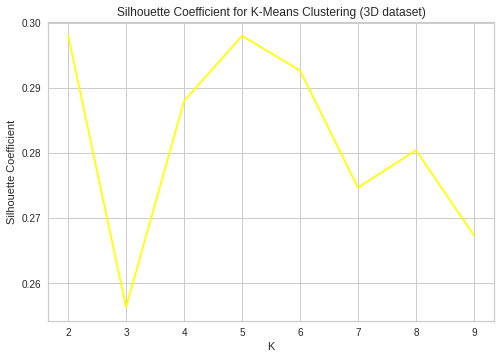 Silhouette Coefficient for K-Means Clustering (3D dataset)
0.30
0.29
0.28
0.27
0.26
Silhouette Coefficient
2 3 4 5 6 7 8 9
K